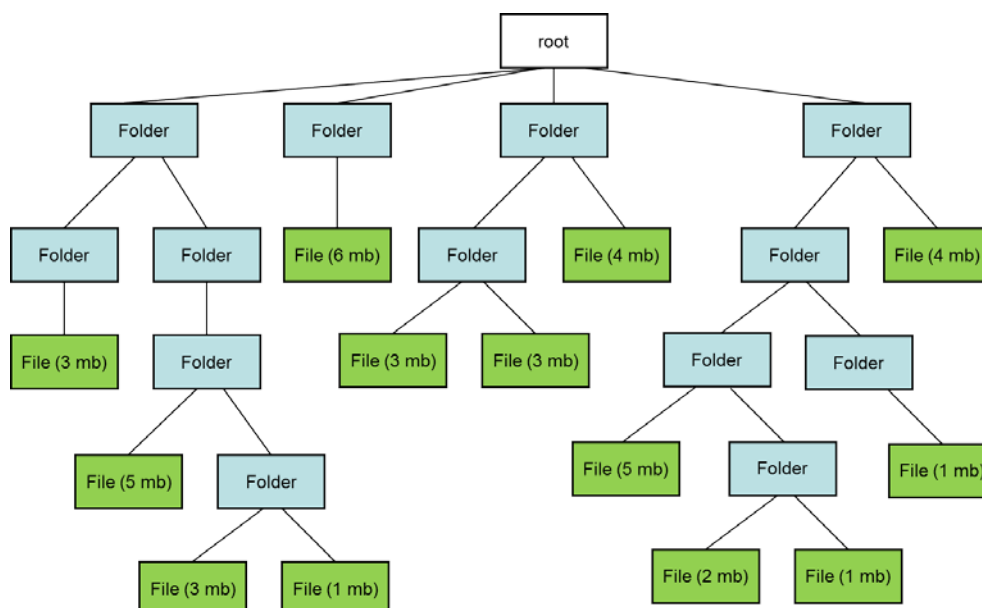 root
Folder
Folder
Folder
Folder
Folder
Folder
File (6 mb)
Folder
File (4 mb)
Folder
File (4 mb)
File (3 mb)
Folder
File (3 mb)
File (3 mb)
Folder
Folder
File (5 mb)
Folder
File (5 mb)
Folder
File (1 mb)
File (3 mb)
File (1 mb)
File (2 mb)
File (1 mb)